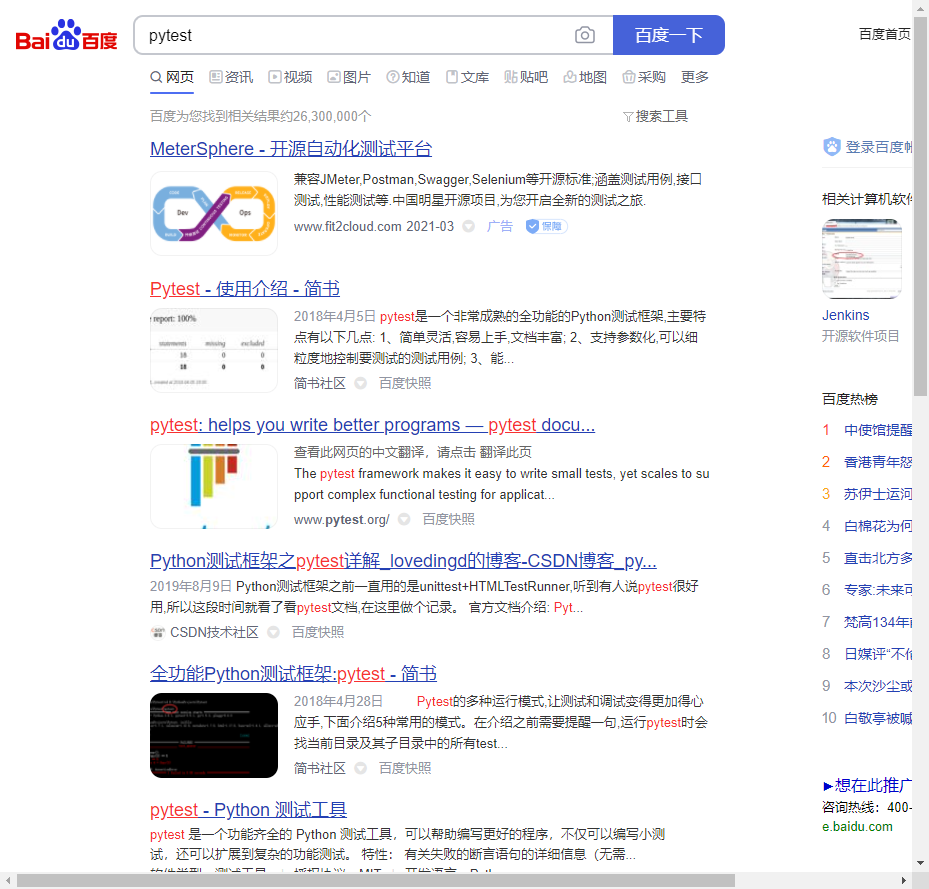 Bai du 百度
pytest
百度一下
百度首页
网页 资讯 视频 图片 知道 文库 贴吧 地图 采购 更多
百度为您找到相关结果约26,300,000个
搜索工具
MeterSphere - 开源自动化测试平台
兼容JMeter,Postman,Swagger,Selenium等开源标准;涵盖测试用例,接口
测试,性能测试等.中国明星开源项目,为您开启全新的测试之旅.
www.fit2cloud.com 2021-03 广告 保障
Dev Ops
Pytest - 使用介绍 - 简书
report: 100%
statements missing excluded
18 0 0
18 0 0
2018年4月5日 pytest是一个非常成熟的全功能的Python测试框架,主要特
点有以下几点: 1、简单灵活,容易上手,文档丰富; 2、支持参数化,可以细
粒度地控制要测试的测试用例; 3、能...
简书社区 百度快照
pytest: helps you write better programs — pytest docu...
查看此网页的中文翻译，请点击 翻译此页
The pytest framework makes it easy to write small tests, yet scales to su
pport complex functional testing for applicat...
www.pytest.org/ 百度快照
Python测试框架之pytest详解_lovedingd的博客-CSDN博客_py...
2019年8月9日 Python测试框架之前一直用的是unittest+HTMLTestRunner,听到有人说pytest很好
用,所以这段时间就看了看pytest文档,在这里做个记录。 官方文档介绍: Pyt...
CSDN技术社区 百度快照
全功能Python测试框架:pytest - 简书
2018年4月28日 Pytest的多种运行模式,让测试和调试变得更加得心
应手,下面介绍5种常用的模式。在介绍之前需要提醒一句,运行pytest时会
找当前目录及其子目录中的所有test...
简书社区 百度快照
pytest - Python 测试工具
pytest 是一个功能齐全的 Python 测试工具，可以帮助编写更好的程序，不仅可以编写小测
试，还可以扩展到复杂的功能测试。 特性： 有关失败的断言语句的详细信息（无需...
登录百度帐
相关计算机软件
Jenkins
开源软件项目
百度热榜
1 中使馆提醒
2 香港青年怒
3 苏伊士运河
4 白棉花为何
5 直击北方多
6 专家:未来可
7 梵高134年前
8 日媒评“不
9 本次沙尘或
10 白敬亭被喊
▶想在此推广
咨询热线：400-
e.baidu.com